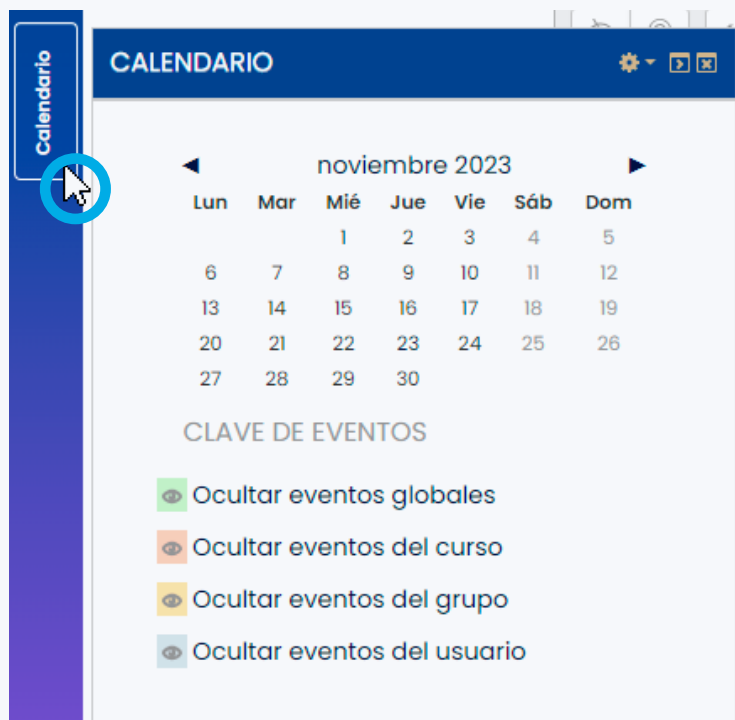 Calendario
CALENDARIO
◄ noviembre 2023 ►
Lun Mar Mié Jue Vie Sáb Dom
1 2 3 4 5
6 7 8 9 10 11 12
13 14 15 16 17 18 19
20 21 22 23 24 25 26
27 28 29 30
CLAVE DE EVENTOS
Ocultar eventos globales
Ocultar eventos del curso
Ocultar eventos del grupo
Ocultar eventos del usuario